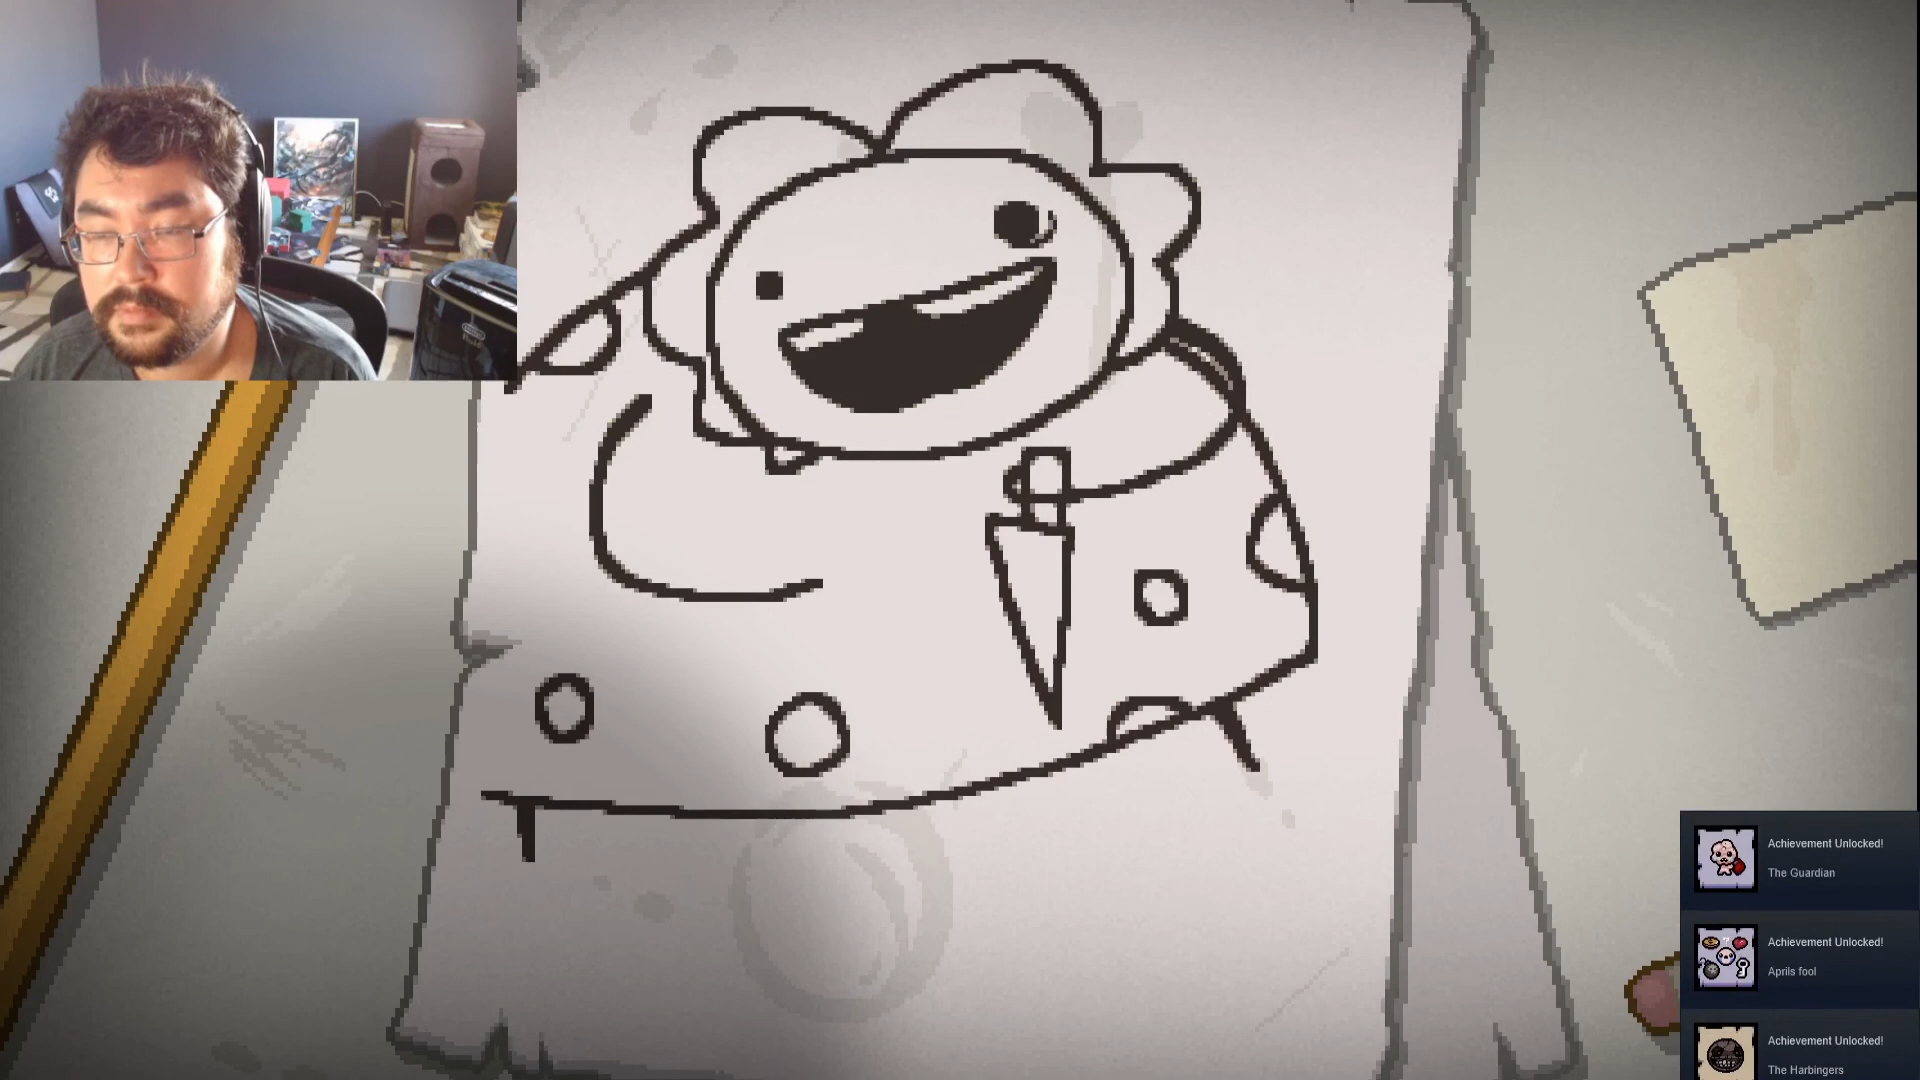 Achievement Unlocked!
The Guardian
Achievement Unlocked!
Aprils fool
Achievement Unlocked!
The Harbingers